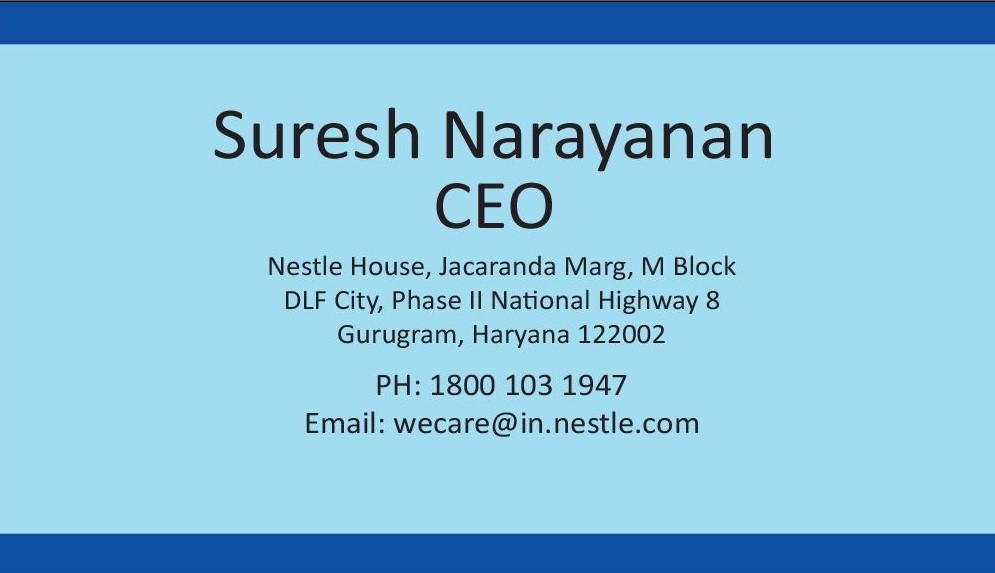 Suresh Narayanan
CEO
Nestle House, Jacaranda Marg, M Block
DLF City, Phase II National Highway 8
Gurugram, Haryana 122002
PH: 1800 103 1947
Email: wecare@in.nestle.com